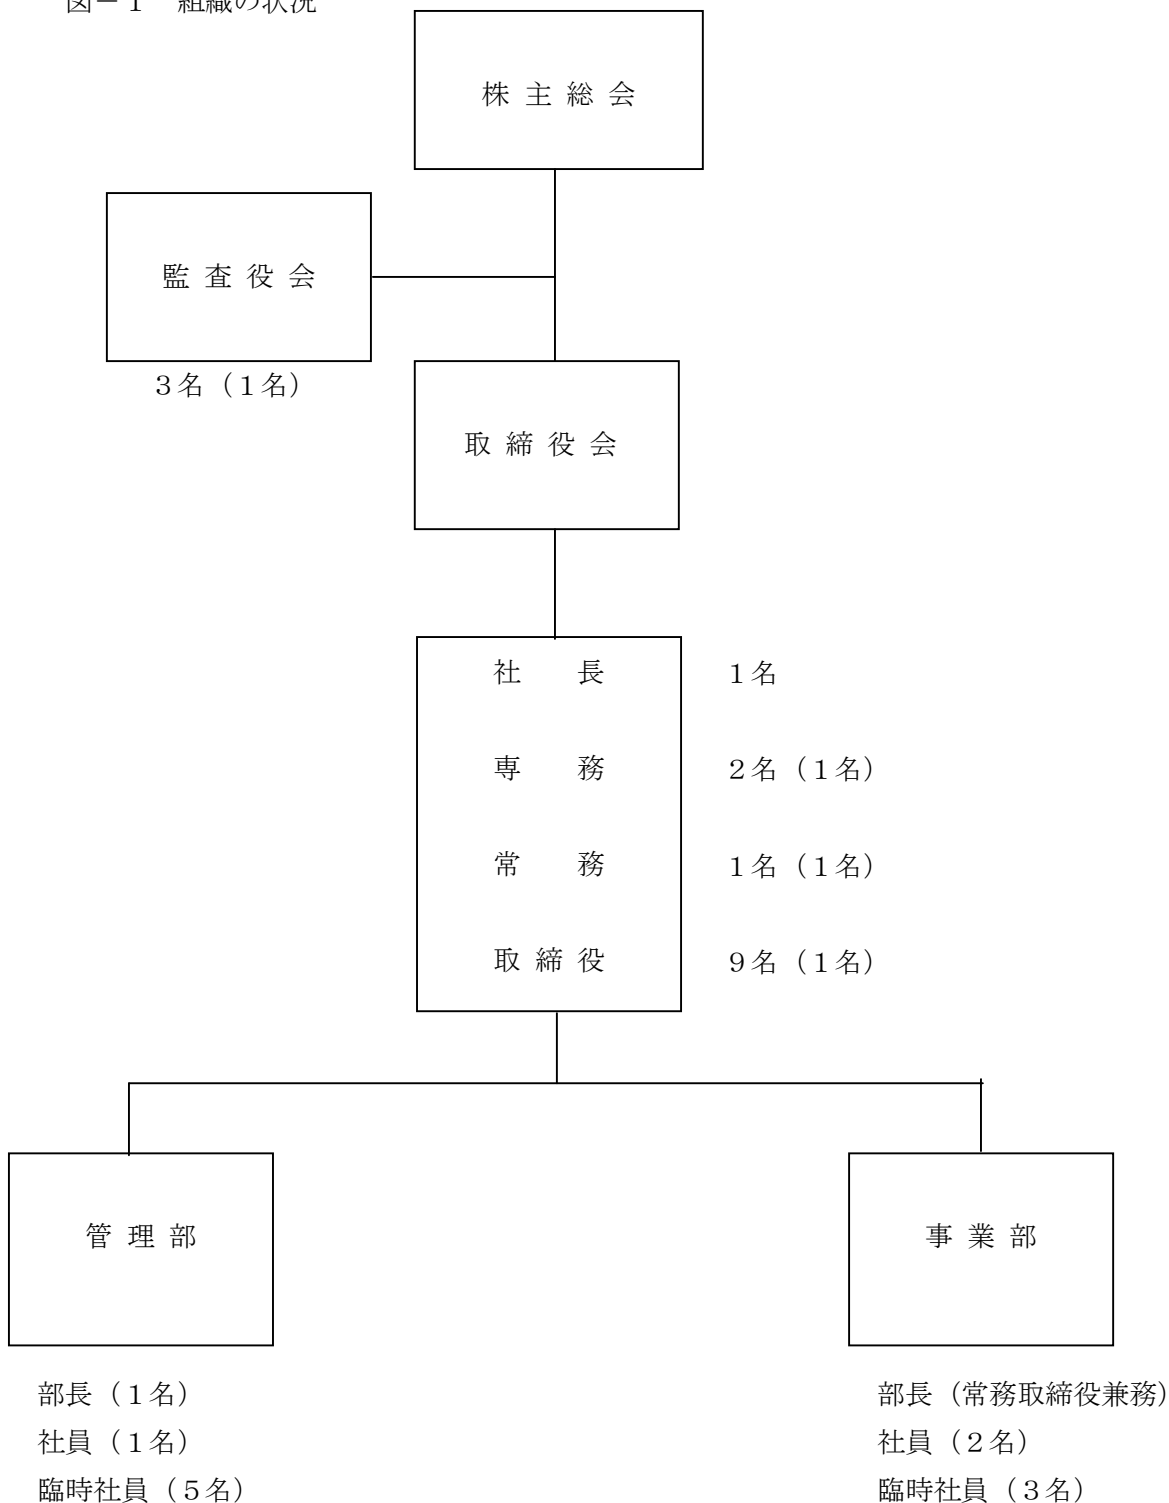 図－１　組織の状況
株 主 総 会
監 査 役 会
３名（１名）
取 締 役 会
社　　長　１名
専　　務　２名（１名）
常　　務　１名（１名）
取 締 役　９名（１名）
管 理 部
事 業 部
部長（１名）
社員（１名）
臨時社員（５名）
部長（常務取締役兼務）
社員（２名）
臨時社員（３名）